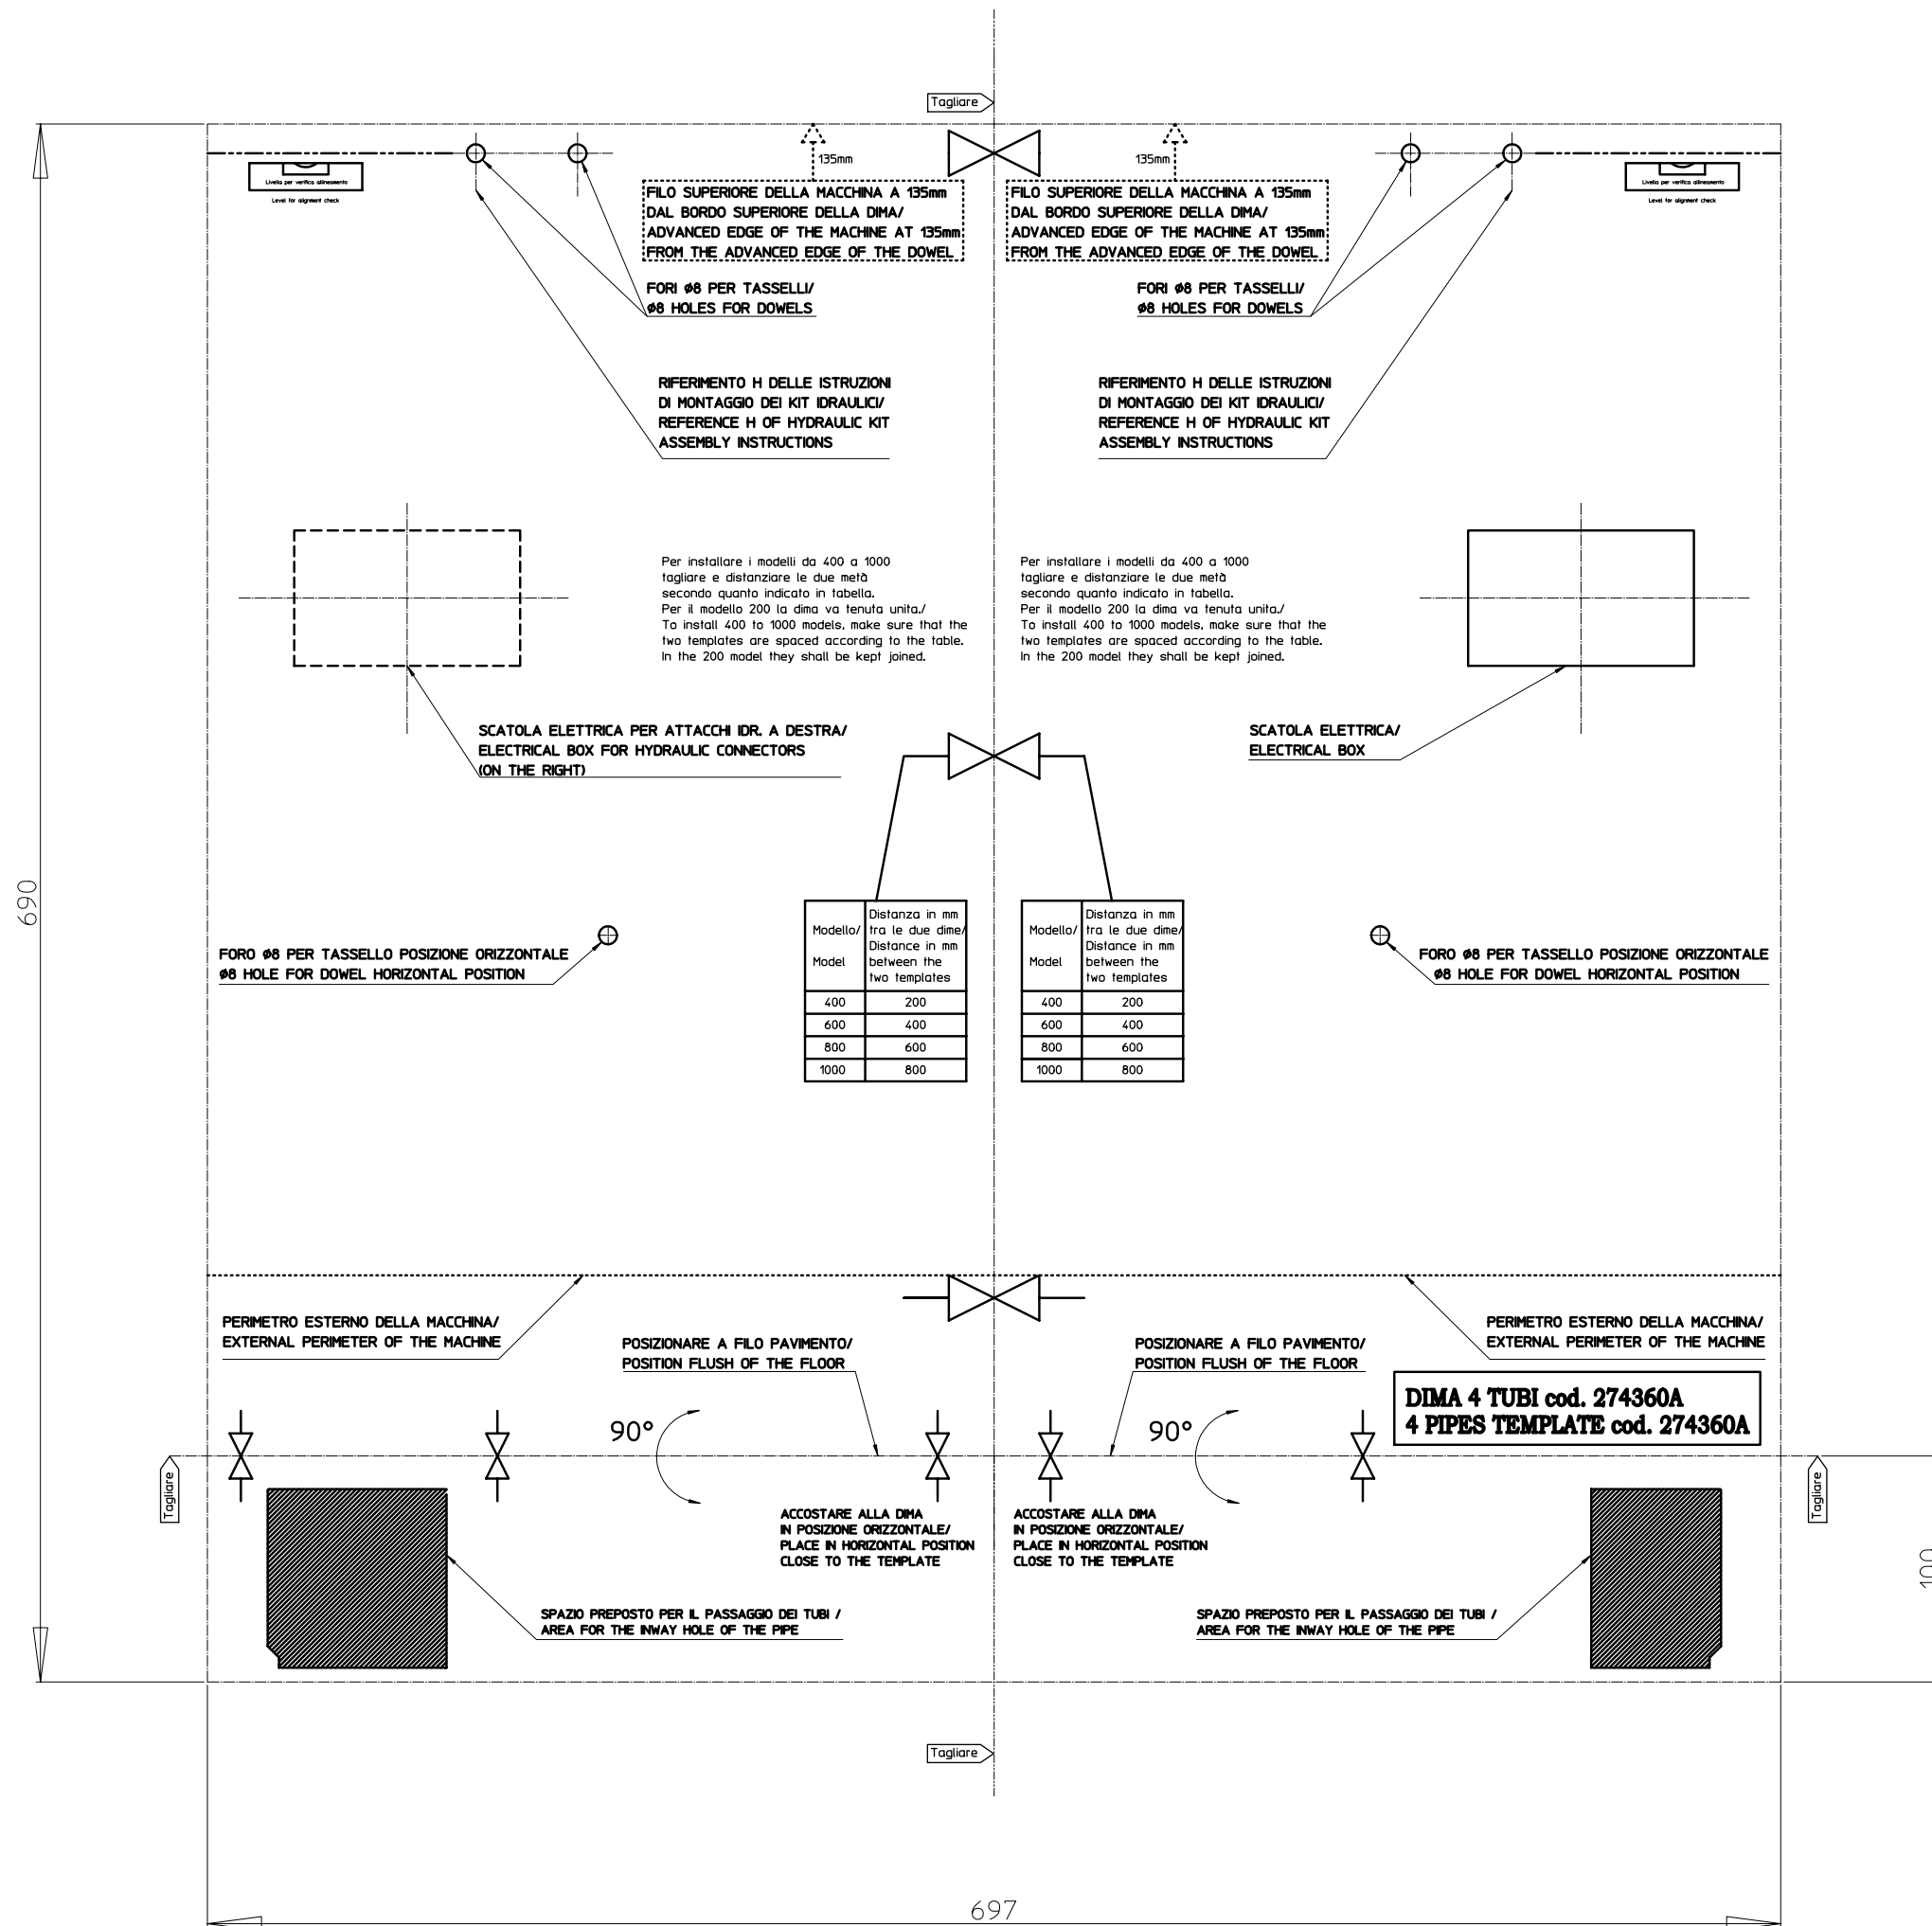 Tagliare
135mm
135mm
Livella per verifica allineamento
Level for alignment check
Livella per verifica allineamento
Level for alignment check
FILO SUPERIORE DELLA MACCHINA A 135mm
DAL BORDO SUPERIORE DELLA DIMA/
ADVANCED EDGE OF THE MACHINE AT 135mm
FROM THE ADVANCED EDGE OF THE DOWEL
FILO SUPERIORE DELLA MACCHINA A 135mm
DAL BORDO SUPERIORE DELLA DIMA/
ADVANCED EDGE OF THE MACHINE AT 135mm
FROM THE ADVANCED EDGE OF THE DOWEL
FORI ø8 PER TASSELLI/
ø8 HOLES FOR DOWELS
FORI ø8 PER TASSELLI/
ø8 HOLES FOR DOWELS
RIFERIMENTO H DELLE ISTRUZIONI
DI MONTAGGIO DEI KIT IDRAULICI/
REFERENCE H OF HYDRAULIC KIT
ASSEMBLY INSTRUCTIONS
RIFERIMENTO H DELLE ISTRUZIONI
DI MONTAGGIO DEI KIT IDRAULICI/
REFERENCE H OF HYDRAULIC KIT
ASSEMBLY INSTRUCTIONS
Per installare i modelli da 400 a 1000
tagliare e distanziare le due metà
secondo quanto indicato in tabella.
Per il modello 200 la dima va tenuta unita./
To install 400 to 1000 models, make sure that the
two templates are spaced according to the table.
In the 200 model they shall be kept joined.
Per installare i modelli da 400 a 1000
tagliare e distanziare le due metà
secondo quanto indicato in tabella.
Per il modello 200 la dima va tenuta unita./
To install 400 to 1000 models, make sure that the
two templates are spaced according to the table.
In the 200 model they shall be kept joined.
SCATOLA ELETTRICA PER ATTACCHI IDR. A DESTRA/
ELECTRICAL BOX FOR HYDRAULIC CONNECTORS
(ON THE RIGHT)
SCATOLA ELETTRICA/
ELECTRICAL BOX
690
Modello/
Model
Distanza in mm
tra le due dime/
Distance in mm
between the
two templates
400 200
600 400
800 600
1000 800
Modello/
Model
Distanza in mm
tra le due dime/
Distance in mm
between the
two templates
400 200
600 400
800 600
1000 800
FORO ø8 PER TASSELLO POSIZIONE ORIZZONTALE
ø8 HOLE FOR DOWEL HORIZONTAL POSITION
FORO ø8 PER TASSELLO POSIZIONE ORIZZONTALE
ø8 HOLE FOR DOWEL HORIZONTAL POSITION
PERIMETRO ESTERNO DELLA MACCHINA/
EXTERNAL PERIMETER OF THE MACHINE
POSIZIONARE A FILO PAVIMENTO/
POSITION FLUSH OF THE FLOOR
POSIZIONARE A FILO PAVIMENTO/
POSITION FLUSH OF THE FLOOR
PERIMETRO ESTERNO DELLA MACCHINA/
EXTERNAL PERIMETER OF THE MACHINE
DIMA 4 TUBI cod. 274360A
4 PIPES TEMPLATE cod. 274360A
90°
90°
Tagliare
Tagliare
ACCOSTARE ALLA DIMA
IN POSIZIONE ORIZZONTALE/
PLACE IN HORIZONTAL POSITION
CLOSE TO THE TEMPLATE
ACCOSTARE ALLA DIMA
IN POSIZIONE ORIZZONTALE/
PLACE IN HORIZONTAL POSITION
CLOSE TO THE TEMPLATE
100
SPAZIO PREPOSTO PER IL PASSAGGIO DEI TUBI /
AREA FOR THE INWAY HOLE OF THE PIPE
SPAZIO PREPOSTO PER IL PASSAGGIO DEI TUBI /
AREA FOR THE INWAY HOLE OF THE PIPE
Tagliare
697